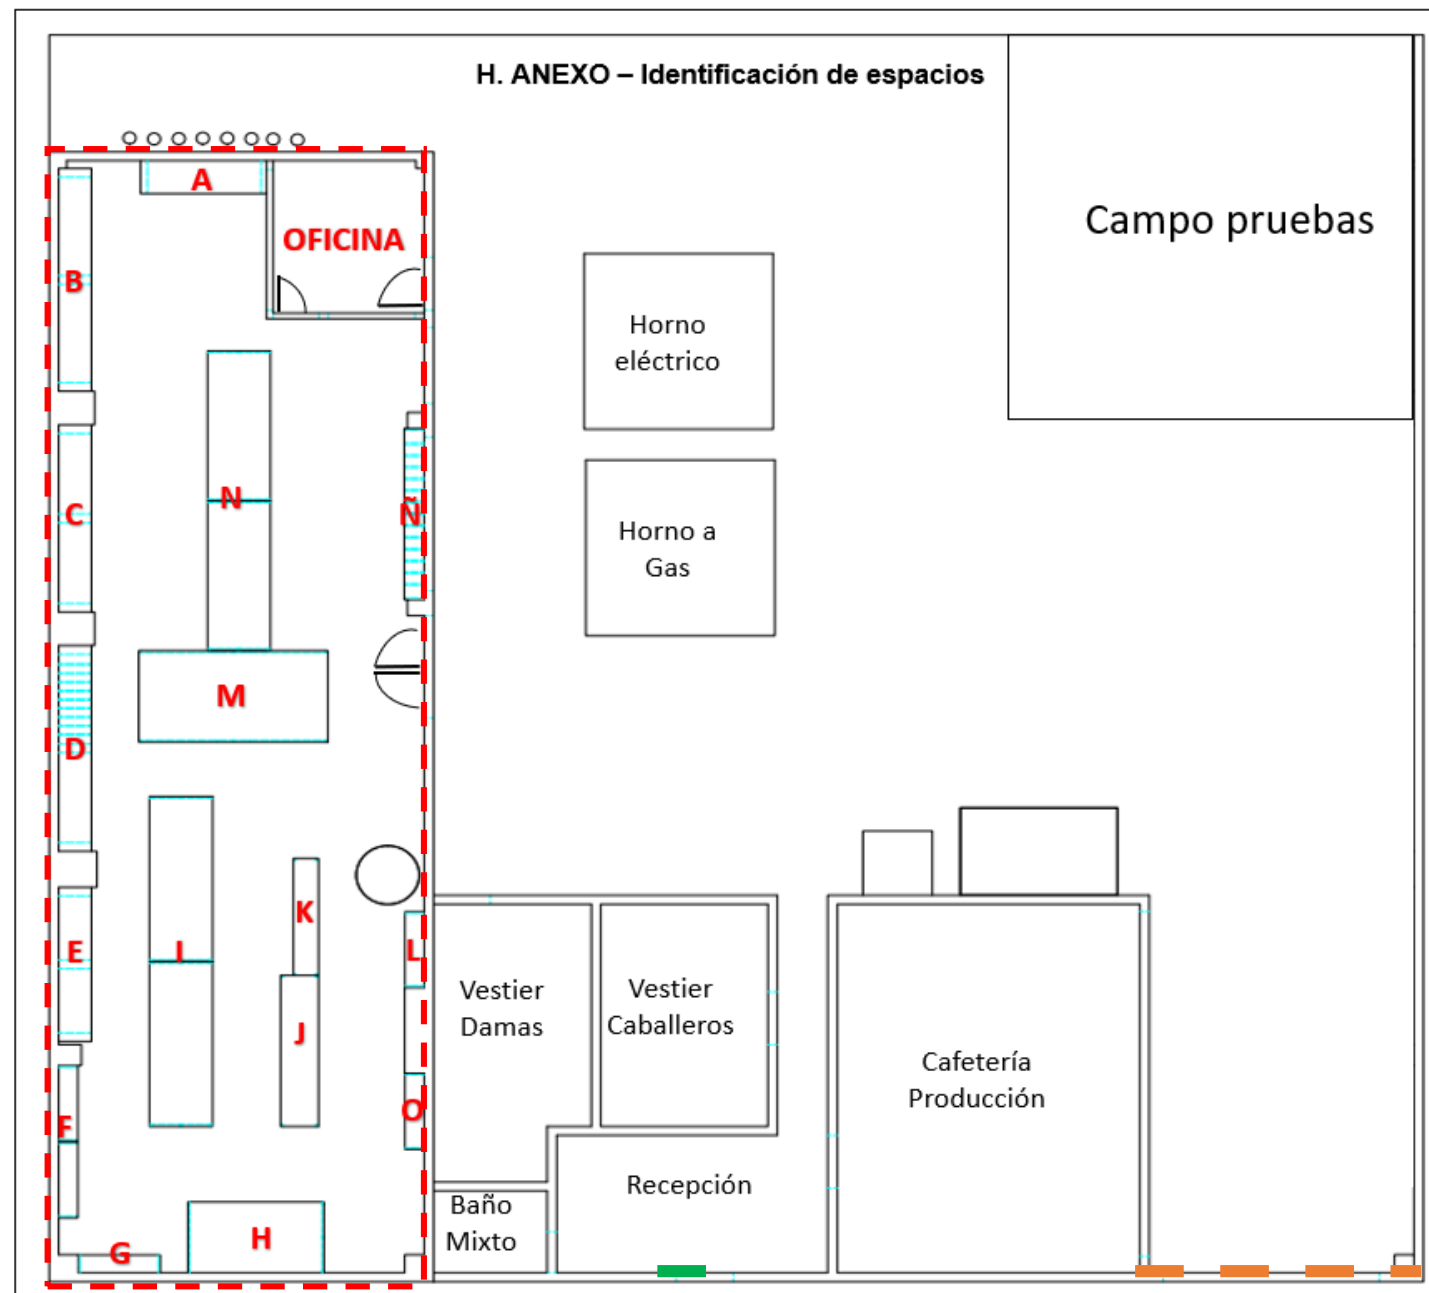 H. ANEXO – Identificación de espacios
A
OFICINA
B
Campo pruebas
Horno
eléctrico
N
C
Ñ
Horno a
Gas
M
D
K
E
I
L
J
Vestier
Damas
Vestier
Caballeros
Cafetería
Producción
F
O
Recepción
Baño
Mixto
G
H